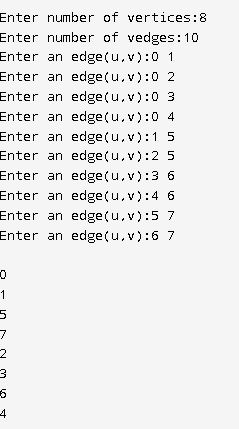 Enter number of vertices:8
Enter number of vedges:10
Enter an edge(u,v):0 1
Enter an edge(u,v):0 2
Enter an edge(u,v):0 3
Enter an edge(u,v):0 4
Enter an edge(u,v):1 5
Enter an edge(u,v):2 5
Enter an edge(u,v):3 6
Enter an edge(u,v):4 6
Enter an edge(u,v):5 7
Enter an edge(u,v):6 7
0
1
5
7
2
3
6
4